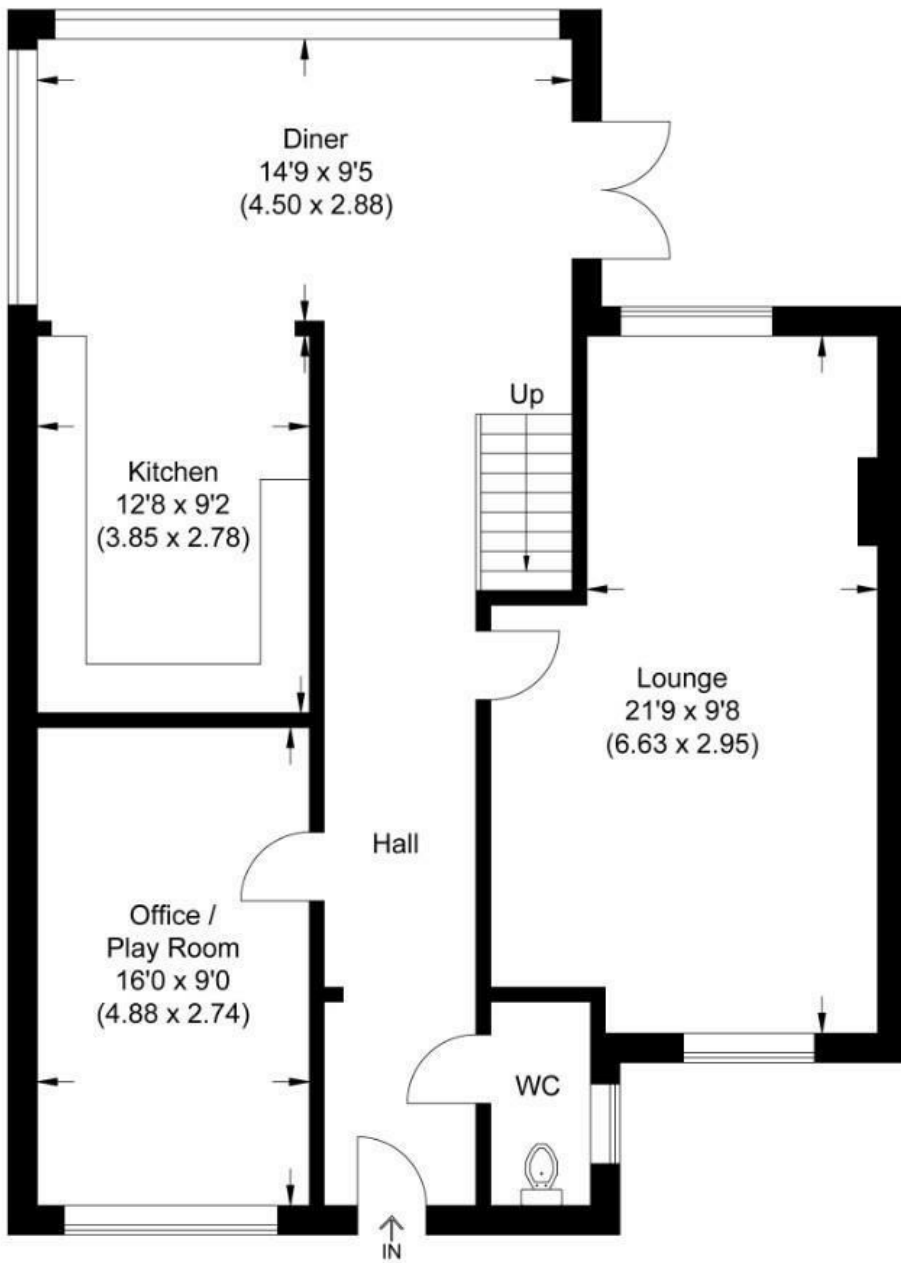 Diner
14'9 x 9'5
(4.50 x 2.88)
Up
Kitchen
12'8 x 9'2
(3.85 x 2.78)
Lounge
21'9 x 9'8
(6.63 x 2.95)
Hall
Office /
Play Room
16'0 x 9'0
(4.88 x 2.74)
WC
IN